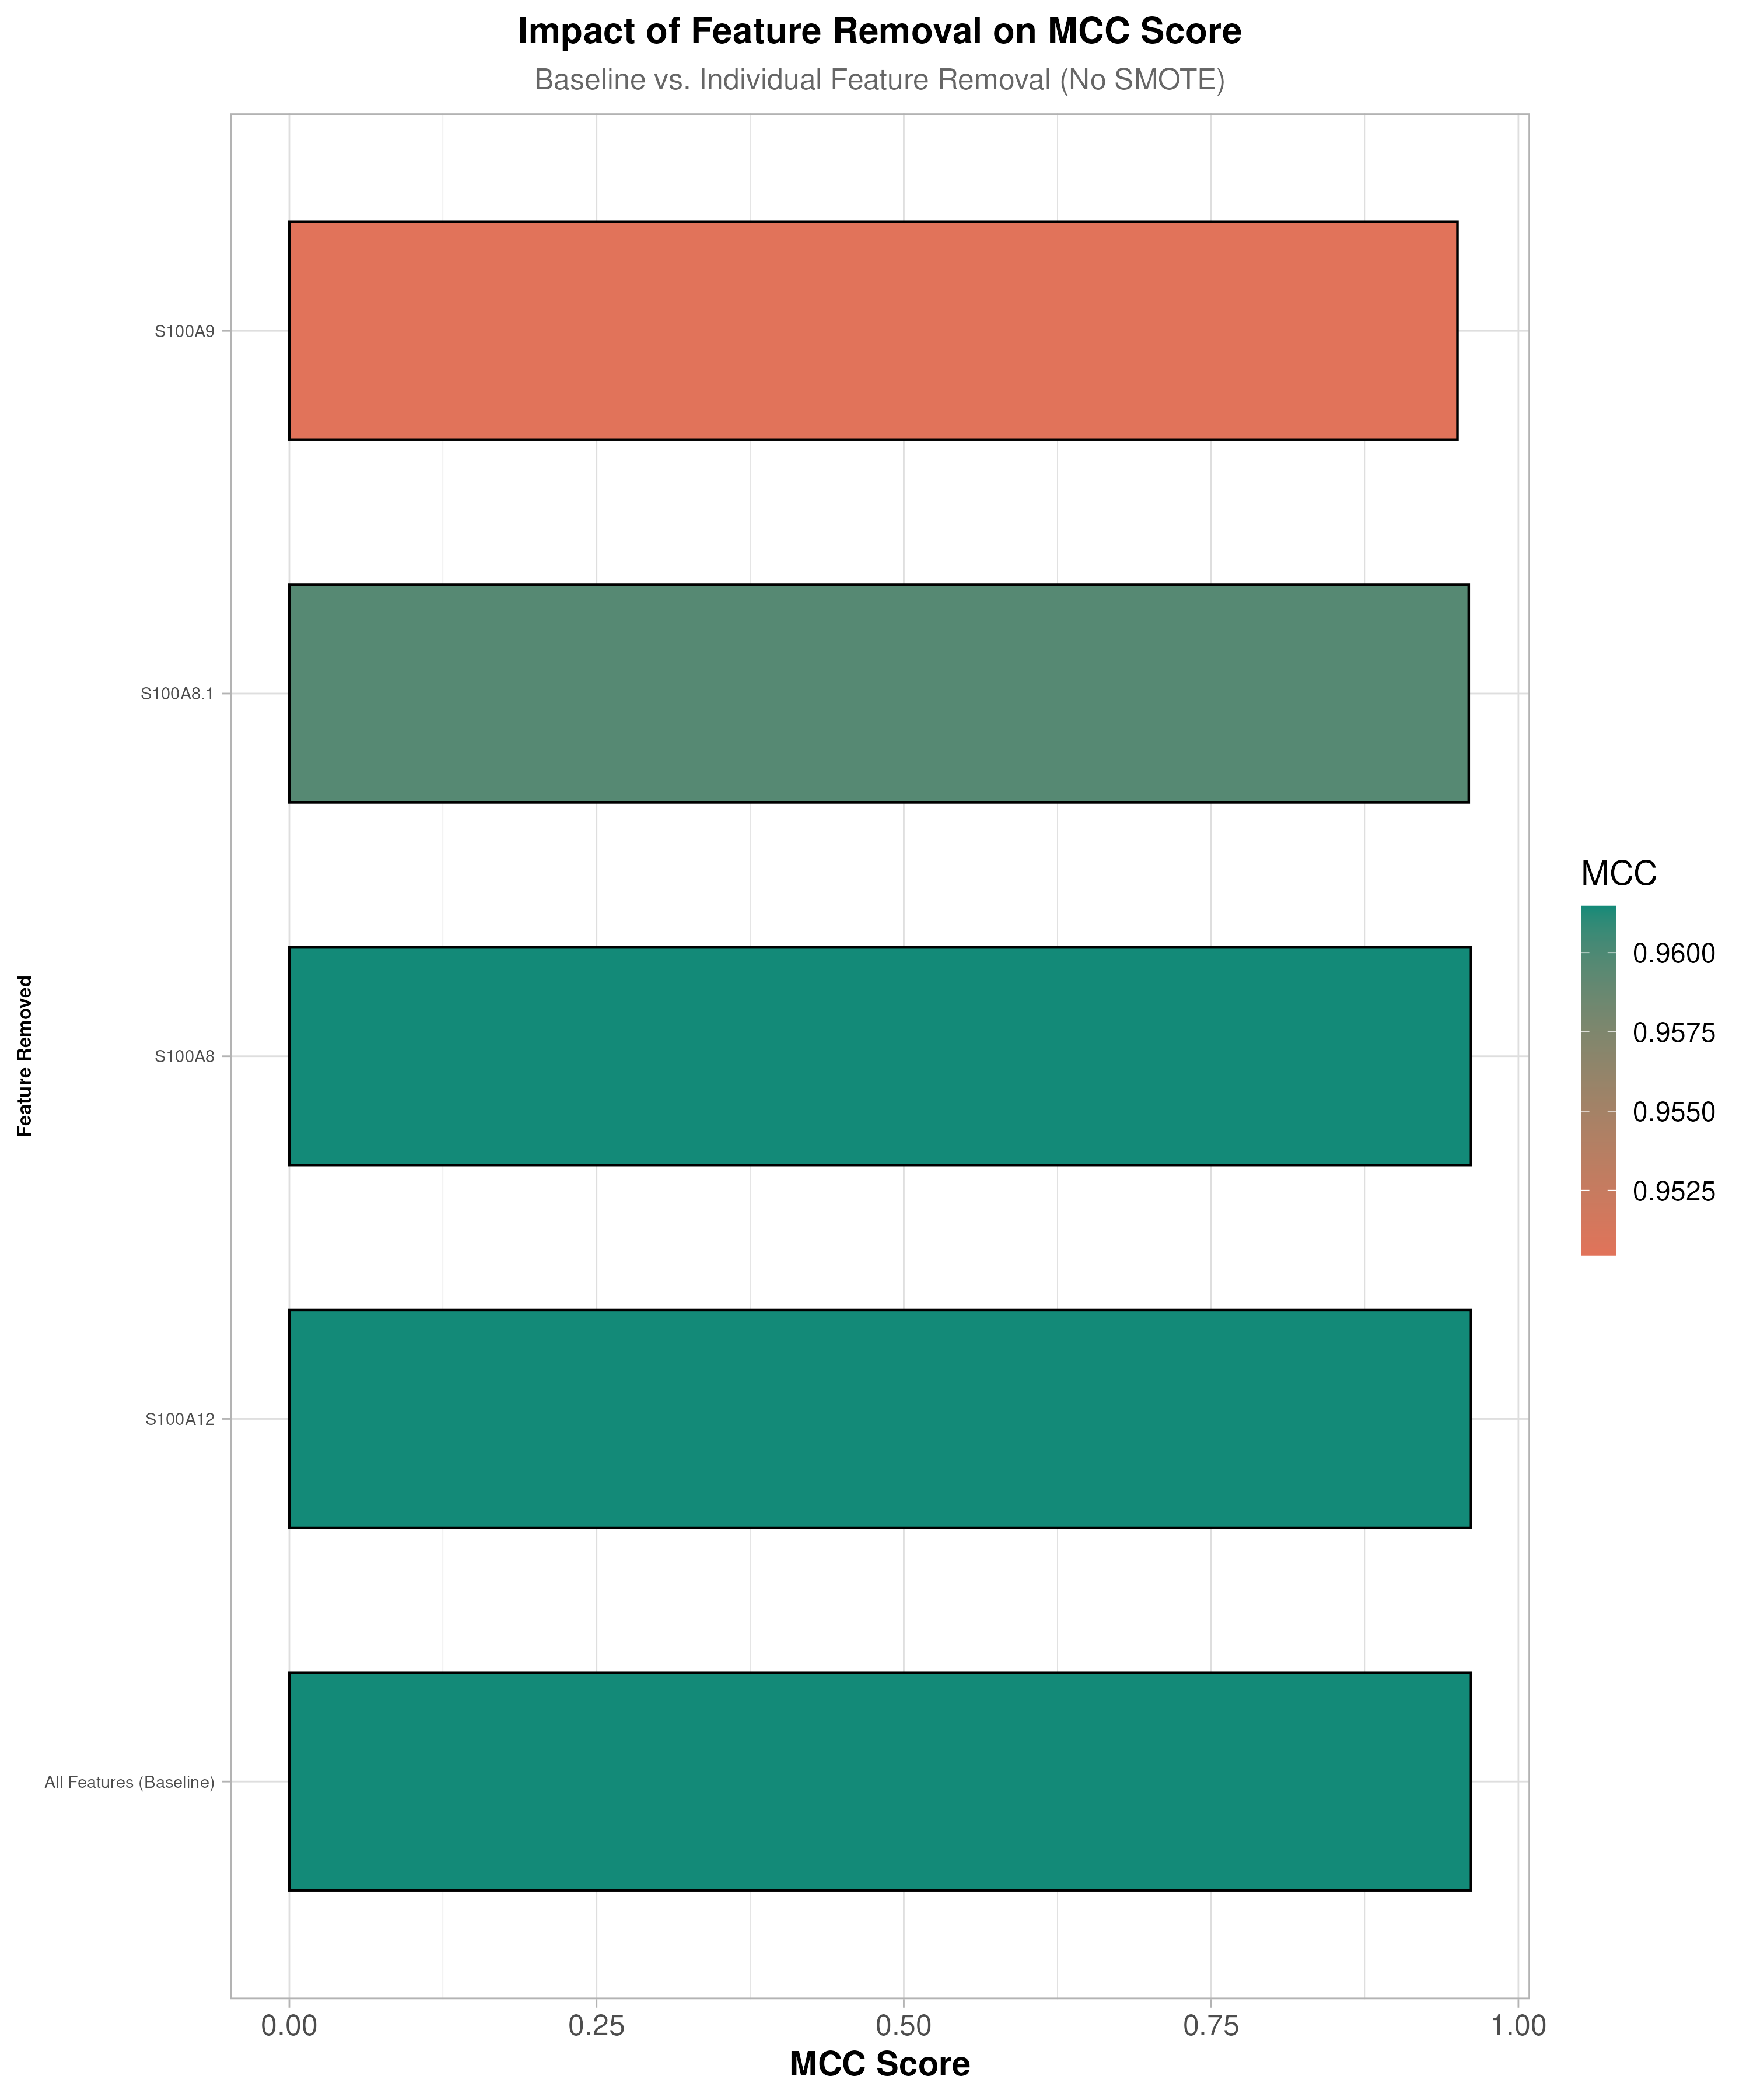 Impact of Feature Removal on MCC Score
Baseline vs. Individual Feature Removal (No SMOTE)
Feature Removed
S100A9
S100A8.1
S100A8
S100A12
All Features (Baseline)
0.00
0.25
0.50
0.75
1.00
MCC Score
MCC
0.9600
0.9575
0.9550
0.9525